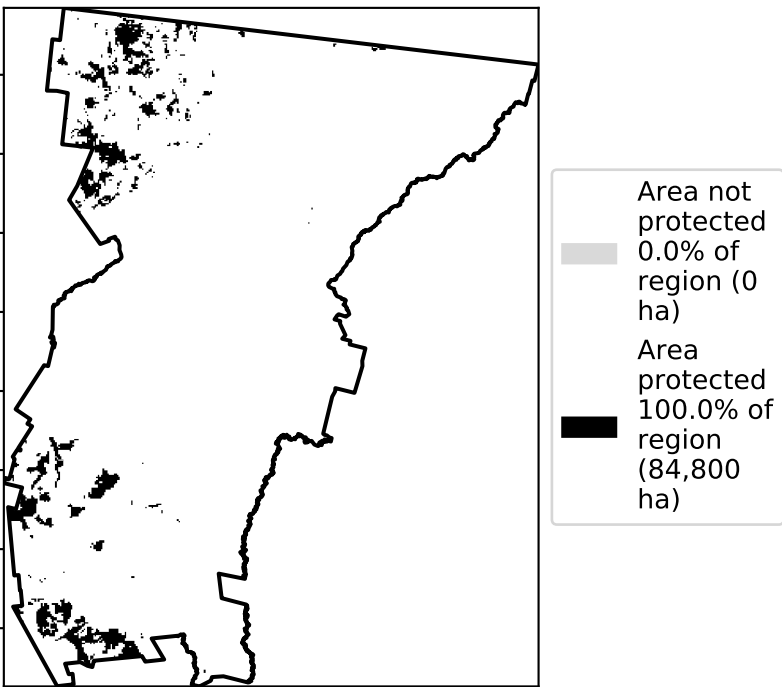 Area not
protected
0.0% of
region (0
ha)
Area
protected
100.0% of
region
(84,800
ha)